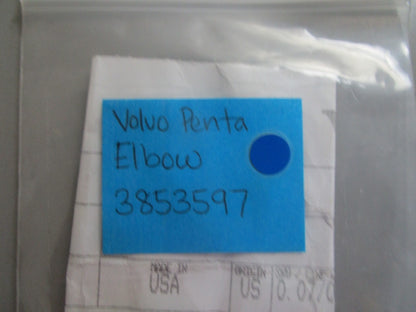 Volvo Penta
Elbow
3853597
MADE IN
USA
ORIGIN
US